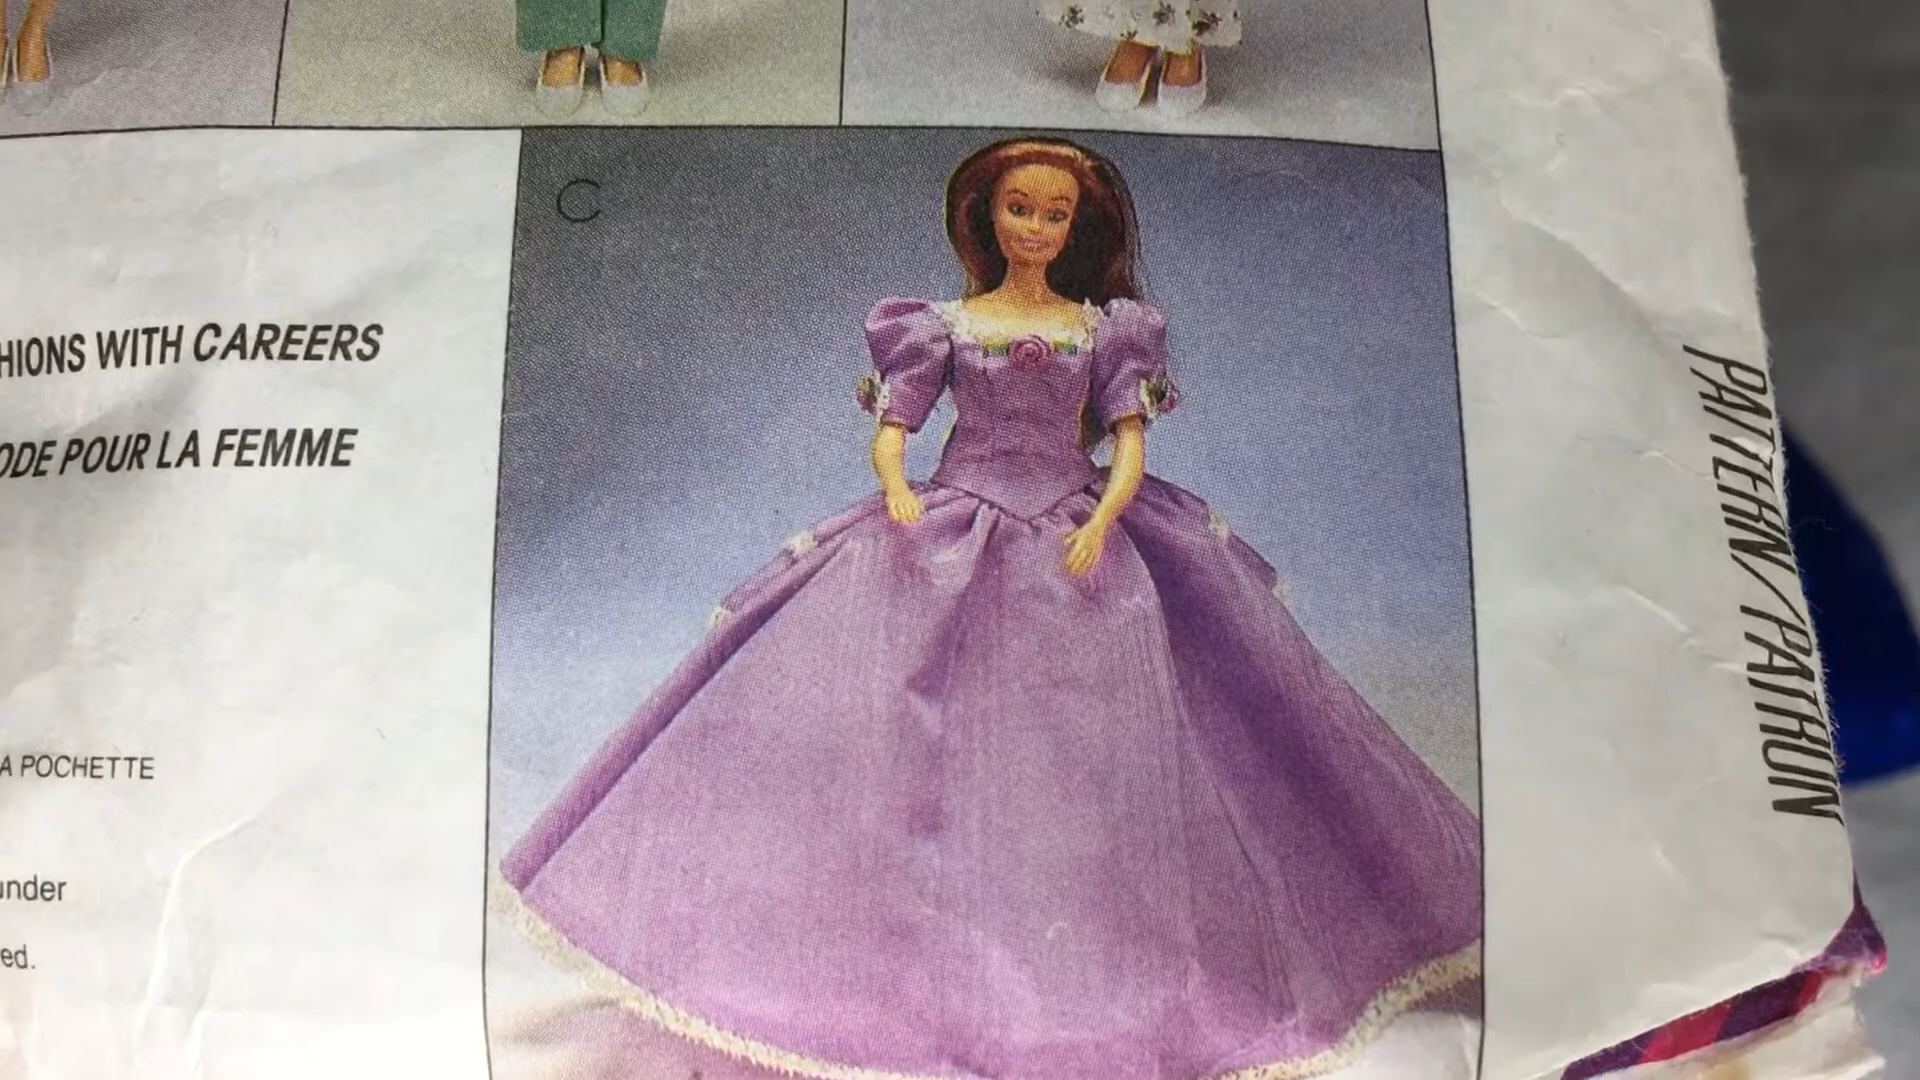 C
HIONS WITH CAREERS
ODE POUR LA FEMME
A POCHETTE
under
ed.
PATTERN/PATRON